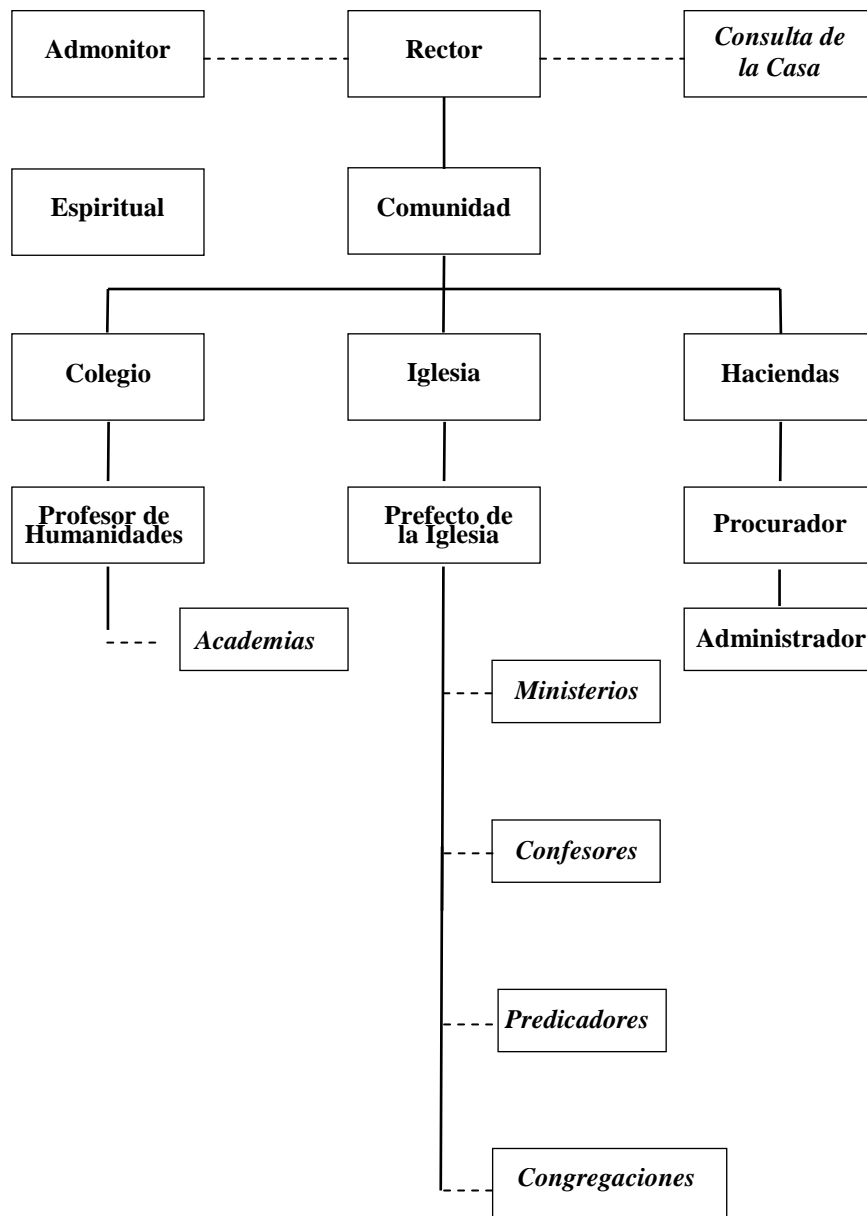 Admonitor
Rector
Consulta de
la Casa
Espiritual
Comunidad
Colegio
Iglesia
Haciendas
Profesor de
Humanidades
Prefecto de
la Iglesia
Procurador
Academias
Administrador
Ministerios
Confesores
Predicadores
Congregaciones